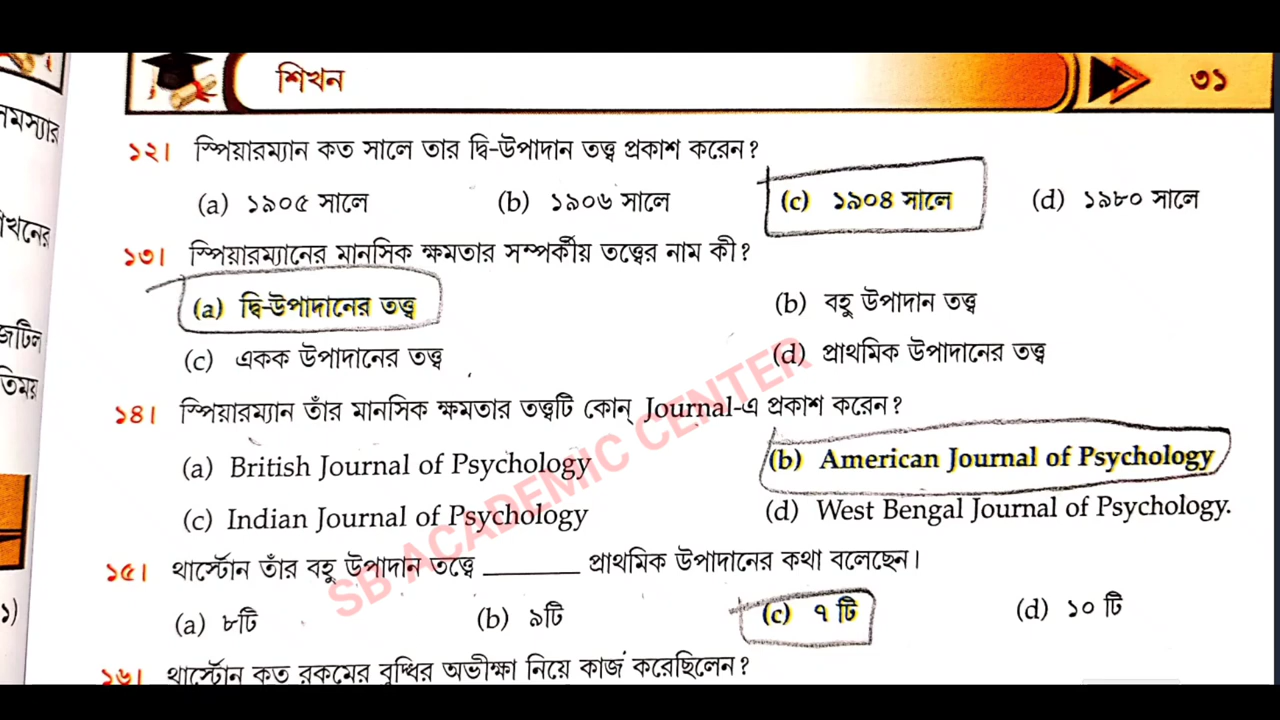 শিখন
৩১
নমস্যার
১২। স্পিয়ারম্যান কত সালে তার দ্বি-উপাদান তত্ত্ব প্রকাশ করেন?
(a) ১৯০৫ সালে (b) ১৯০৬ সালে (c) ১৯০৪ সালে (d) ১৯৮০ সালে
১৩। স্পিয়ারম্যানের মানসিক ক্ষমতার সম্পর্কীয় তত্ত্বের নাম কী?
(a) দ্বি-উপাদানের তত্ত্ব (b) বহু উপাদান তত্ত্ব
(c) একক উপাদানের তত্ত্ব (d) প্রাথমিক উপাদানের তত্ত্ব
১৪। স্পিয়ারম্যান তাঁর মানসিক ক্ষমতার তত্ত্বটি কোন্ Journal-এ প্রকাশ করেন?
(a) British Journal of Psychology (b) American Journal of Psychology
(c) Indian Journal of Psychology (d) West Bengal Journal of Psychology.
১৫। থার্স্টোন তাঁর বহু উপাদান তত্ত্বে ______ প্রাথমিক উপাদানের কথা বলেছেন।
(a) ৮টি (b) ৯টি (c) ৭ টি (d) ১০ টি
১৬। থার্স্টোন কত রকমের বুদ্ধির অভীক্ষা নিয়ে কাজ করেছিলেন?
SB ACADEMIC CENTER